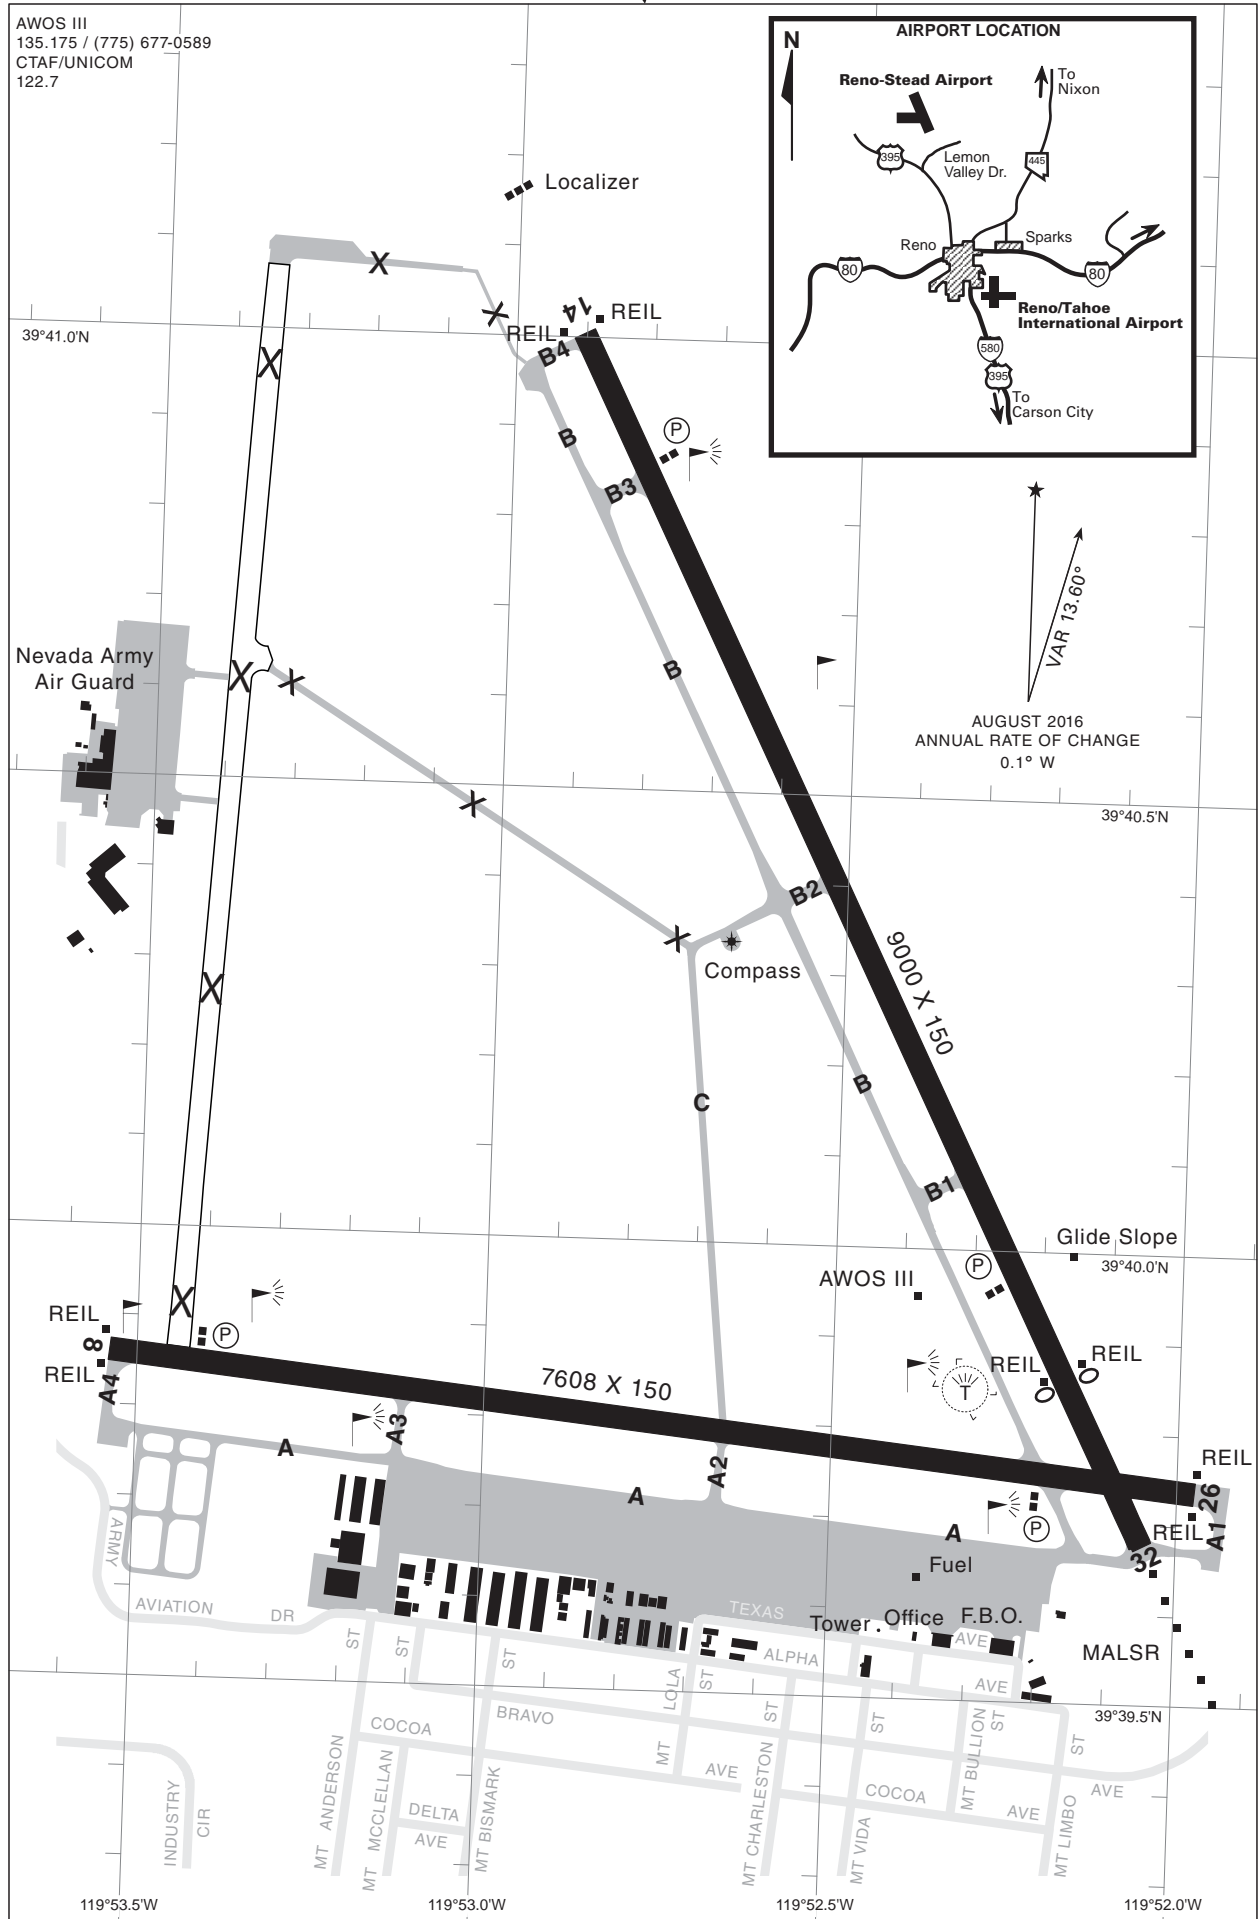 AWOS III
135.175 / (775) 677-0589
CTAF/UNICOM
122.7
AIRPORT LOCATION
N
Reno-Stead Airport
To
Nixon
395
Lemon
Valley Dr.
445
Reno
Sparks
80
80
Reno/Tahoe
International Airport
580
395
To
Carson City
Localizer
X
14
REIL
X
REIL
39°41.0'N
B4
X
B
P
B3
VAR 13.60°
Nevada Army
Air Guard
X
X
B
AUGUST 2016
ANNUAL RATE OF CHANGE
0.1° W
X
39°40.5'N
B2
X
Compass
9000 X 150
X
B
C
B1
Glide Slope
P
39°40.0'N
AWOS III
X
REIL
P
8
REIL
REIL
REIL
A4
7608 X 150
T
O
O
A3
A
A2
A
REIL
26
P
A
REIL
A1
32
ARMY
Fuel
AVIATION
DR
TEXAS
Tower
Office
F.B.O.
AVE
ST
ST
ST
ALPHA
MALSR
LOLA
ST
AVE
39°39.5'N
BRAVO
ST
ST
ST
ST
COCOA
MT
MT ANDERSON
MT MCCLELLAN
MT BISMARK
AVE
MT CHARLESTON
COCOA
MT BULLION
AVE
AVE
INDUSTRY
CIR
DELTA
AVE
MT VIDA
MT LIMBO
119°53.5'W
119°53.0'W
119°52.5'W
119°52.0'W